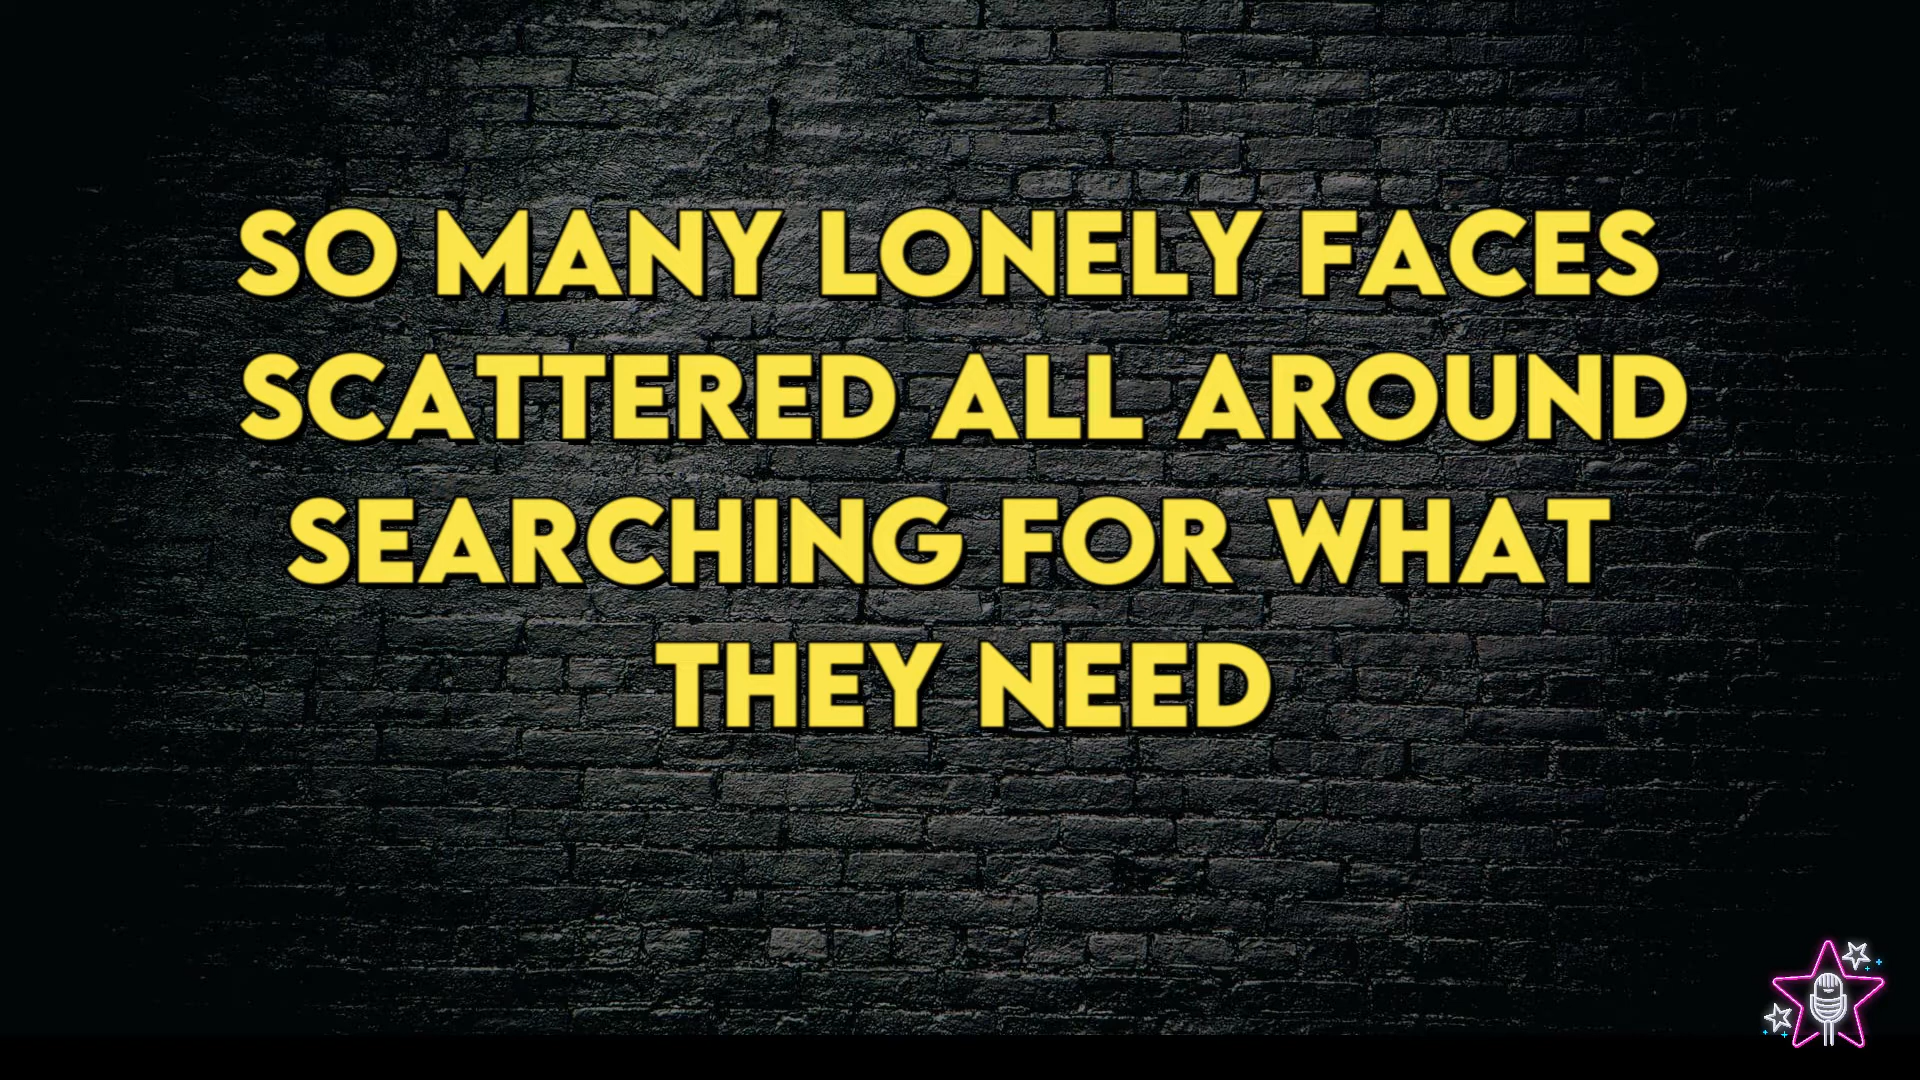 SO MANY LONELY FACES
SCATTERED ALL AROUND
SEARCHING FOR WHAT
THEY NEED